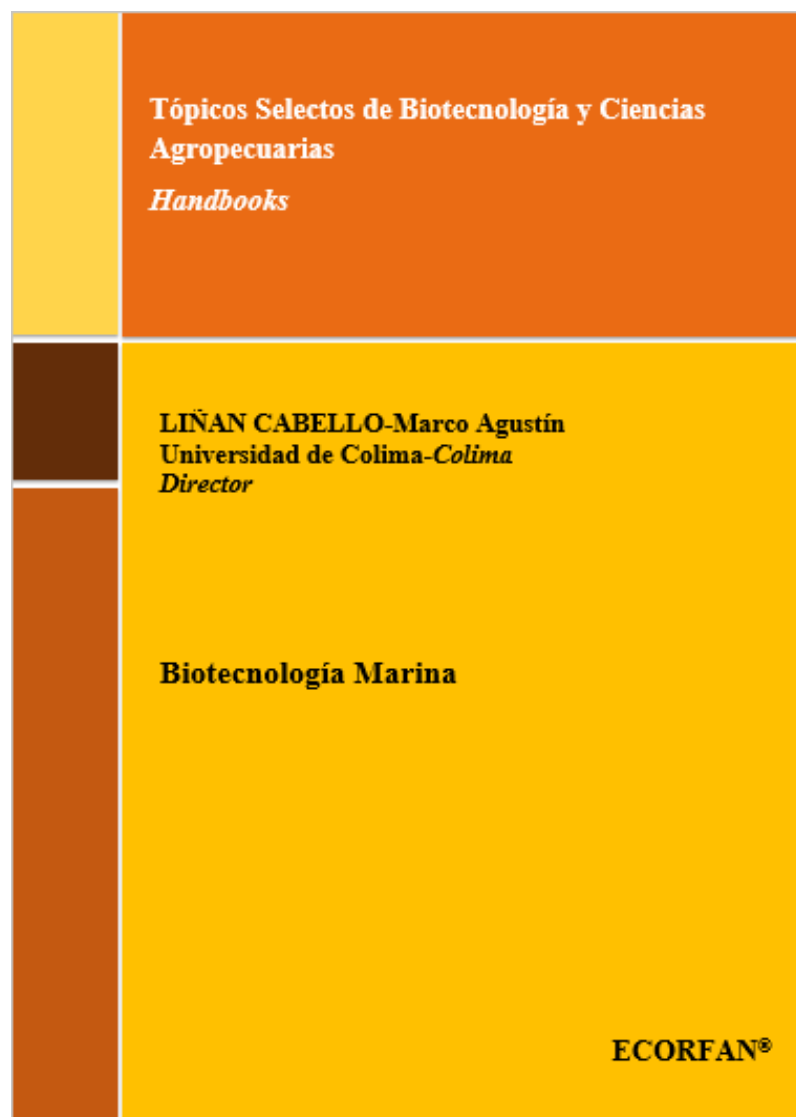 Tópicos Selectos de Biotecnología y Ciencias
Agropecuarias
Handbooks
LIÑAN CABELLO-Marco Agustín
Universidad de Colima-Colima
Director
Biotecnología Marina
ECORFAN®